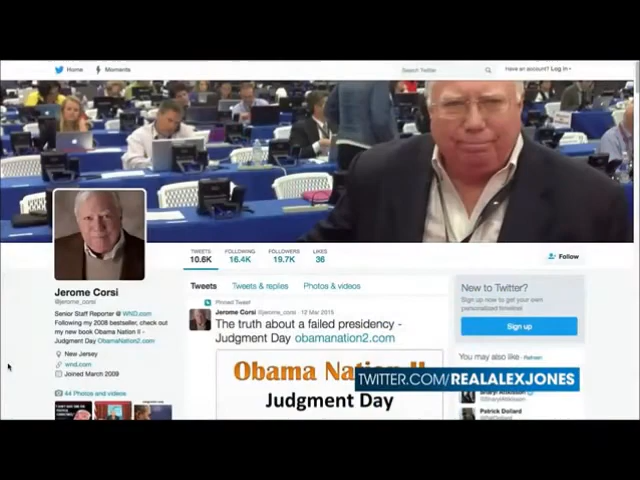 Home
Moments
Search Twitter
Have an account? Log in
TWEETS
10.6K
FOLLOWING
16.4K
FOLLOWERS
19.7K
LIKES
36
Follow
Jerome Corsi
@jerome_corsi
Senior Staff Reporter @ WND.com
Following my 2008 bestseller, check out
my new book Obama Nation II -
Judgment Day ObamaNation2.com
New Jersey
wnd.com
Joined March 2009
44 Photos and videos
Tweets
Tweets & replies
Photos & videos
Pinned Tweet
Jerome Corsi @jerome_corsi · 12 Mar 2015
The truth about a failed presidency -
Judgment Day obamanation2.com
Obama Nation II
Judgment Day
New to Twitter?
Sign up now to get your own
personalized timeline!
Sign up
You may also like · Refresh
Patrick Dollard
TWITTER.COM/REALALEXJONES